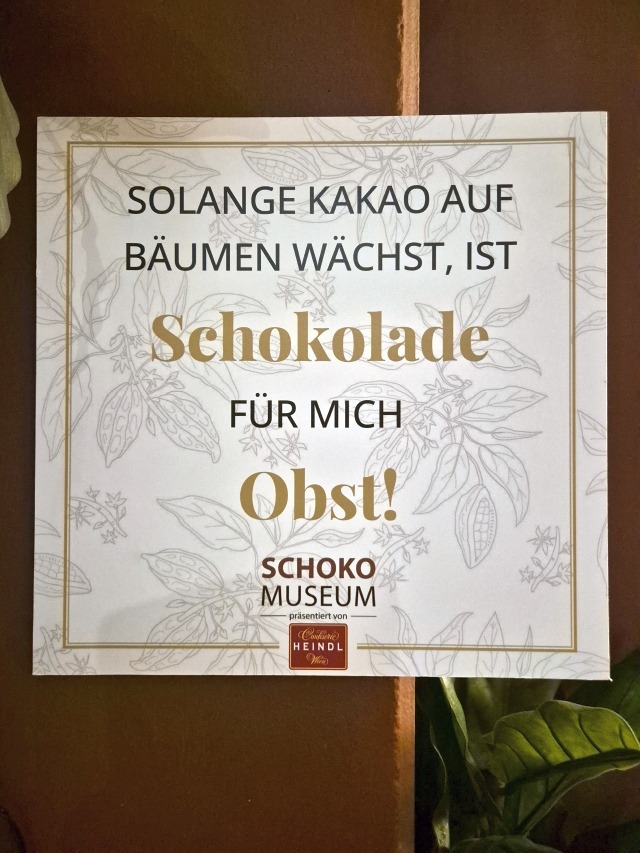 SOLANGE KAKAO AUF
BÄUMEN WÄCHST, IST
Schokolade
FÜR MICH
Obst!
SCHOKO
MUSEUM
präsentiert von
Confiserie
HEINDL
Wien